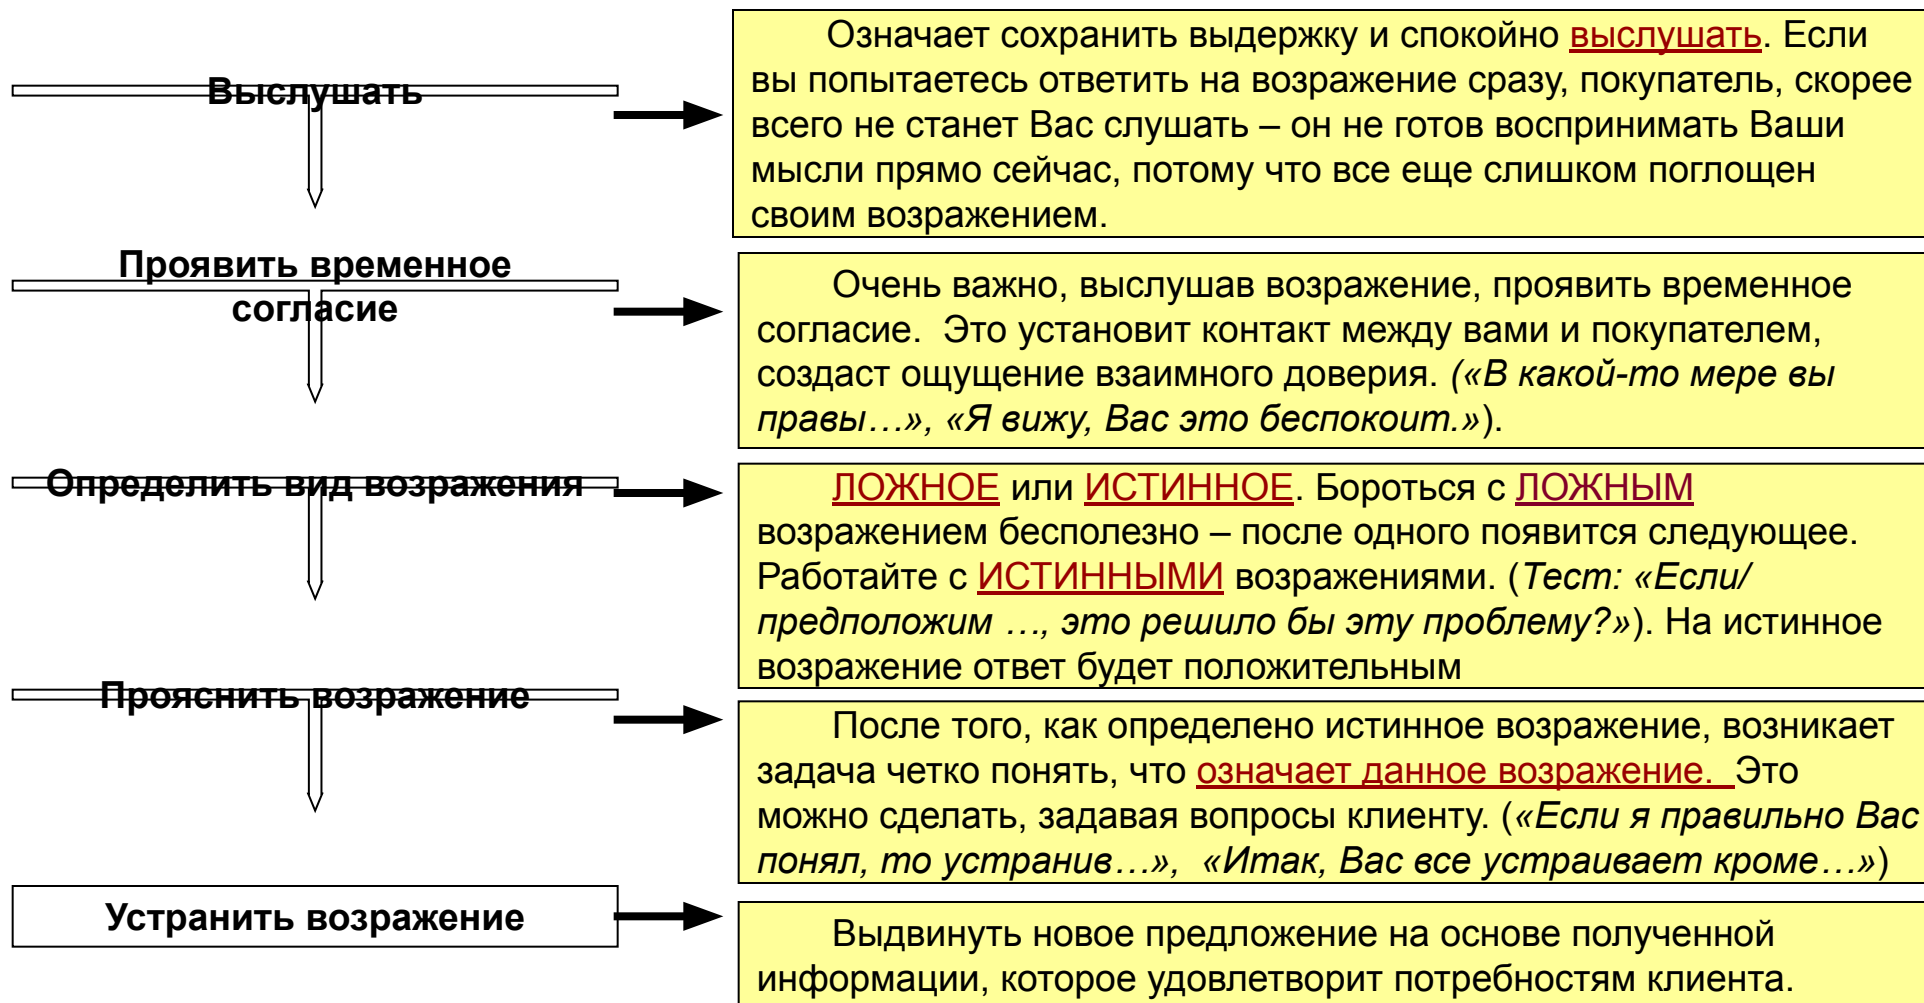 Выслушать
Означает сохранить выдержку и спокойно выслушать. Если
вы попытаетесь ответить на возражение сразу, покупатель, скорее
всего не станет Вас слушать – он не готов воспринимать Ваши
мысли прямо сейчас, потому что все еще слишком поглощен
своим возражением.
Проявить временное
согласие
Очень важно, выслушав возражение, проявить временное
согласие.  Это установит контакт между вами и покупателем,
создаст ощущение взаимного доверия. («В какой-то мере вы
правы…», «Я вижу, Вас это беспокоит.»).
Определить вид возражения
ЛОЖНОЕ или ИСТИННОЕ. Бороться с ЛОЖНЫМ
возражением бесполезно – после одного появится следующее.
Работайте с ИСТИННЫМИ возражениями. (Тест: «Если/
предположим …, это решило бы эту проблему?»). На истинное
возражение ответ будет положительным
Прояснить возражение
После того, как определено истинное возражение, возникает
задача четко понять, что означает данное возражение.  Это
можно сделать, задавая вопросы клиенту. («Если я правильно Вас
понял, то устранив…»,  «Итак, Вас все устраивает кроме…»)
Устранить возражение
Выдвинуть новое предложение на основе полученной
информации, которое удовлетворит потребностям клиента.